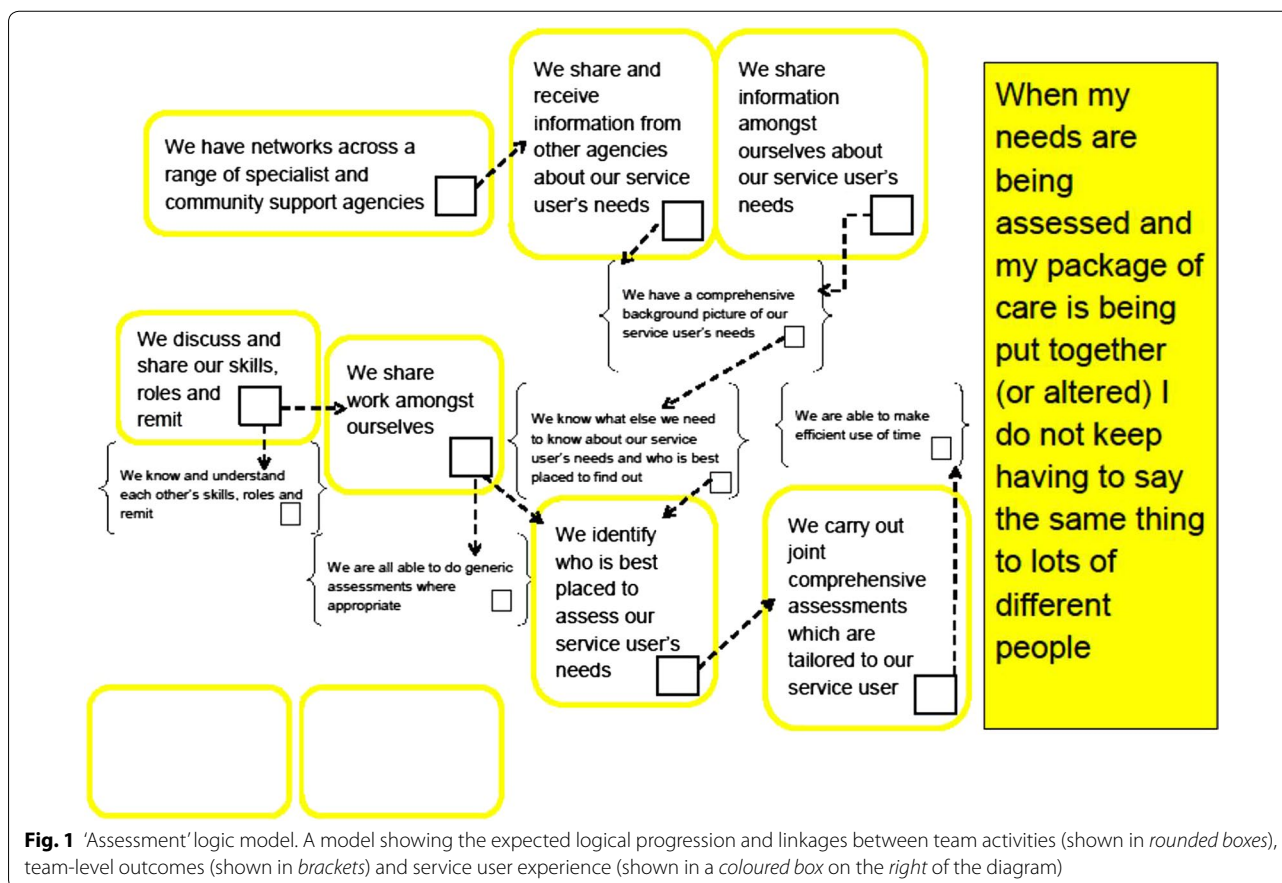 We have networks across a
range of specialist and
community support agencies
We share and
receive
information from
other agencies
about our service
user's needs
We share
information
amongst
ourselves about
our service user's
needs
We have a comprehensive
background picture of our
service user's needs
We discuss and
share our skills,
roles and
remit
We share
work amongst
ourselves
We know and understand
each other's skills, roles and
remit
We are all able to do generic
assessments where
appropriate
We know what else we need
to know about our service
user's needs and who is best
placed to find out
We are able to make
efficient use of time
We identify
who is best
placed to
assess our
service user's
needs
We carry out
joint
comprehensive
assessments
which are
tailored to our
service user
When my
needs are
being
assessed and
my package of
care is being
put together
(or altered) I
do not keep
having to say
the same thing
to lots of
different
people
Fig. 1 'Assessment' logic model. A model showing the expected logical progression and linkages between team activities (shown in rounded boxes),
team-level outcomes (shown in brackets) and service user experience (shown in a coloured box on the right of the diagram)